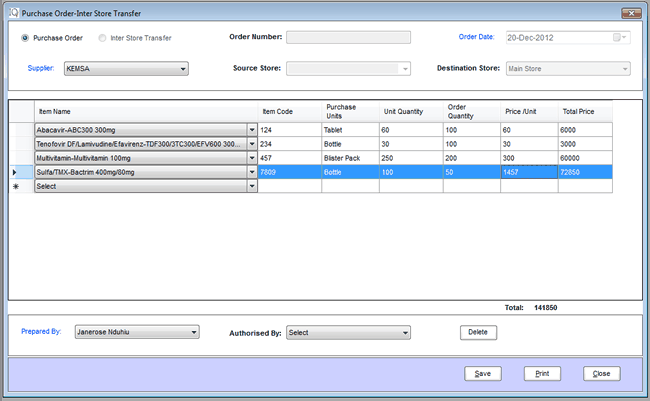 Purchase Order-Inter Store Transfer
Purchase Order Inter Store Transfer Order Number: Order Date: 20-Dec-2012
Supplier: KEMSA Source Store: Destination Store: Main Store
Item Name Item Code Purchase Units Unit Quantity Order Quantity Price /Unit Total Price
Abacavir-ABC300 300mg 124 Tablet 60 100 60 6000
Tenofovir DF/Lamivudine/Efavirenz-TDF300/3TC300/EFV600 300... 234 Bottle 30 100 30 3000
Multivitamin-Multivitamin 100mg 457 Blister Pack 250 200 300 60000
Sulfa/TMX-Bactrim 400mg/80mg 7809 Bottle 100 50 1457 72850
Select
Total: 141850
Prepared By: Janerose Nduhiu Authorised By: Select Delete
Save Print Close